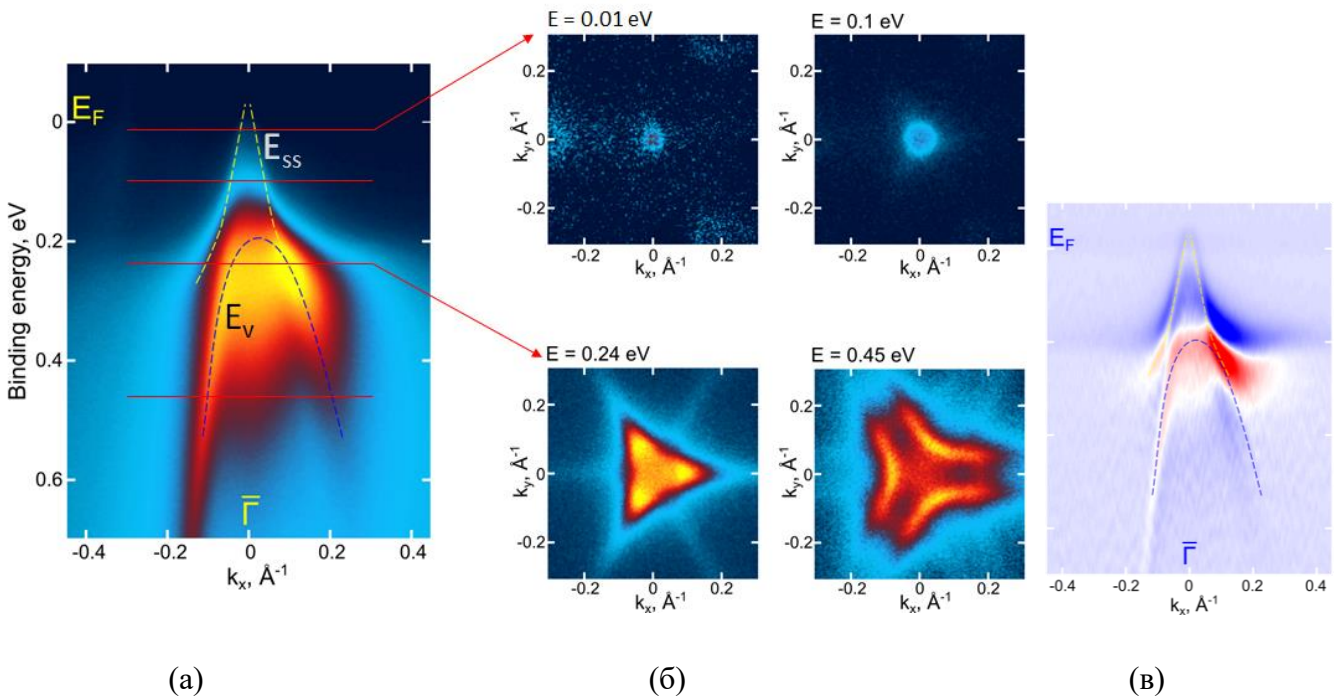 E_F
E_SS
E_V
Γ̅
Binding energy, eV
0
0.2
0.4
0.6
-0.4 -0.2 0 0.2 0.4
k_x, Å⁻¹
E = 0.01 eV
k_y, Å⁻¹
0.2
0
-0.2
-0.2 0 0.2
k_x, Å⁻¹
E = 0.1 eV
k_y, Å⁻¹
0.2
0
-0.2
-0.2 0 0.2
k_x, Å⁻¹
E = 0.24 eV
k_y, Å⁻¹
0.2
0
-0.2
-0.2 0 0.2
k_x, Å⁻¹
E = 0.45 eV
k_y, Å⁻¹
0.2
0
-0.2
-0.2 0 0.2
k_x, Å⁻¹
E_F
Γ̅
-0.4 -0.2 0 0.2 0.4
k_x, Å⁻¹
(а) (б) (в)